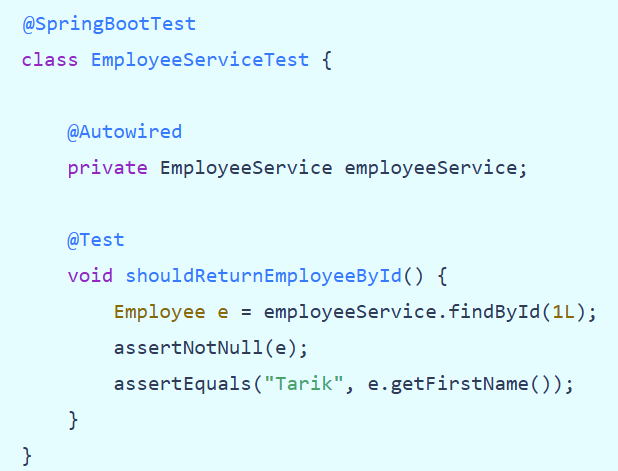 @SpringBootTest
class EmployeeServiceTest {
    @Autowired
    private EmployeeService employeeService;
    @Test
    void shouldReturnEmployeeById() {
        Employee e = employeeService.findById(1L);
        assertNotNull(e);
        assertEquals("Tarik", e.getFirstName());
    }
}